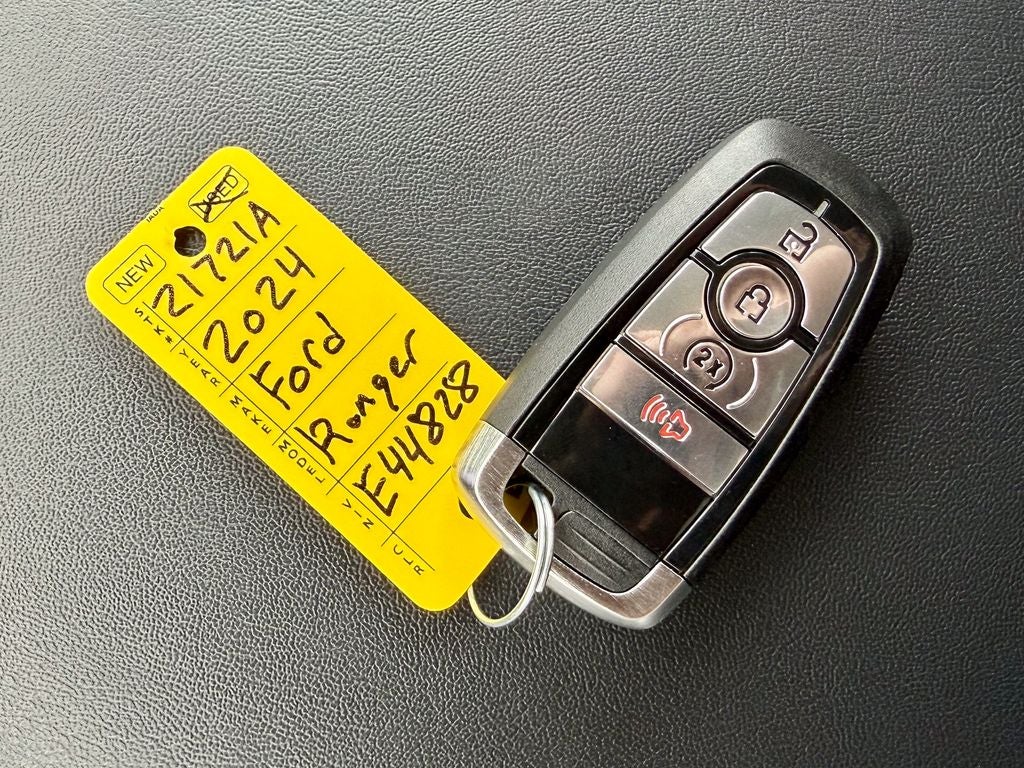 NEW USED
STK# 21721A
YEAR 2024
MAKE Ford
MODEL Ranger
VIN E44828
CLR
2x